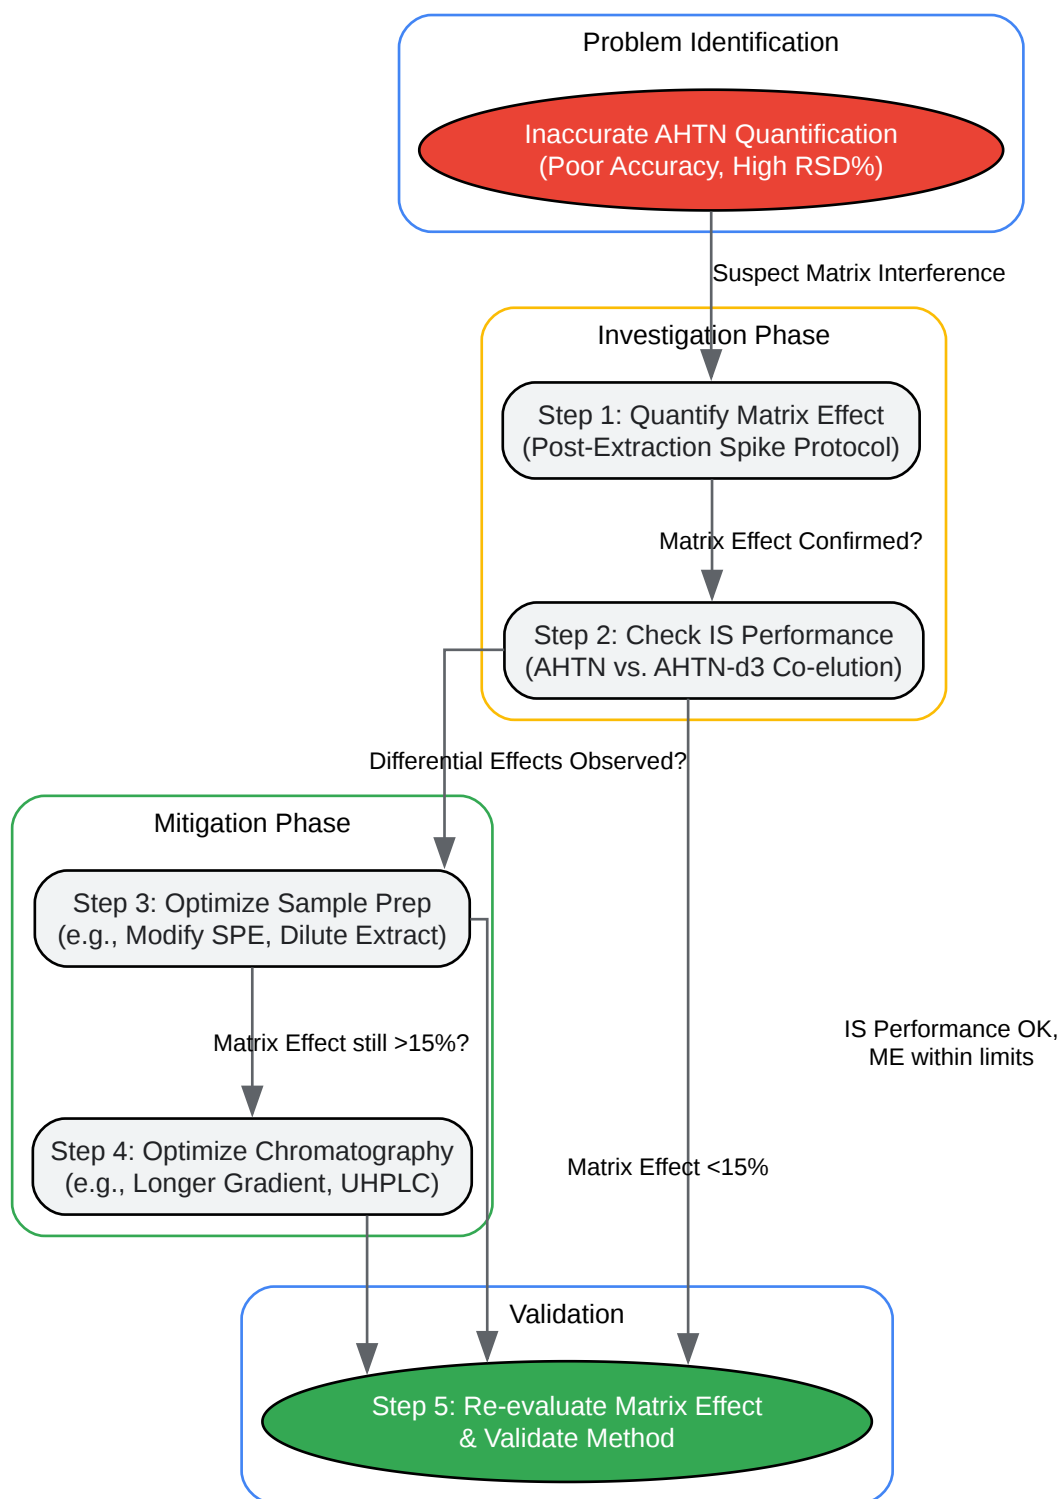 Problem Identification
Inaccurate AHTN Quantification
(Poor Accuracy, High RSD%)
Suspect Matrix Interference
Investigation Phase
Step 1: Quantify Matrix Effect
(Post-Extraction Spike Protocol)
Matrix Effect Confirmed?
Step 2: Check IS Performance
(AHTN vs. AHTN-d3 Co-elution)
Differential Effects Observed?
Mitigation Phase
Step 3: Optimize Sample Prep
(e.g., Modify SPE, Dilute Extract)
Matrix Effect still >15%?
IS Performance OK,
ME within limits
Step 4: Optimize Chromatography
(e.g., Longer Gradient, UHPLC)
Matrix Effect <15%
Validation
Step 5: Re-evaluate Matrix Effect
& Validate Method